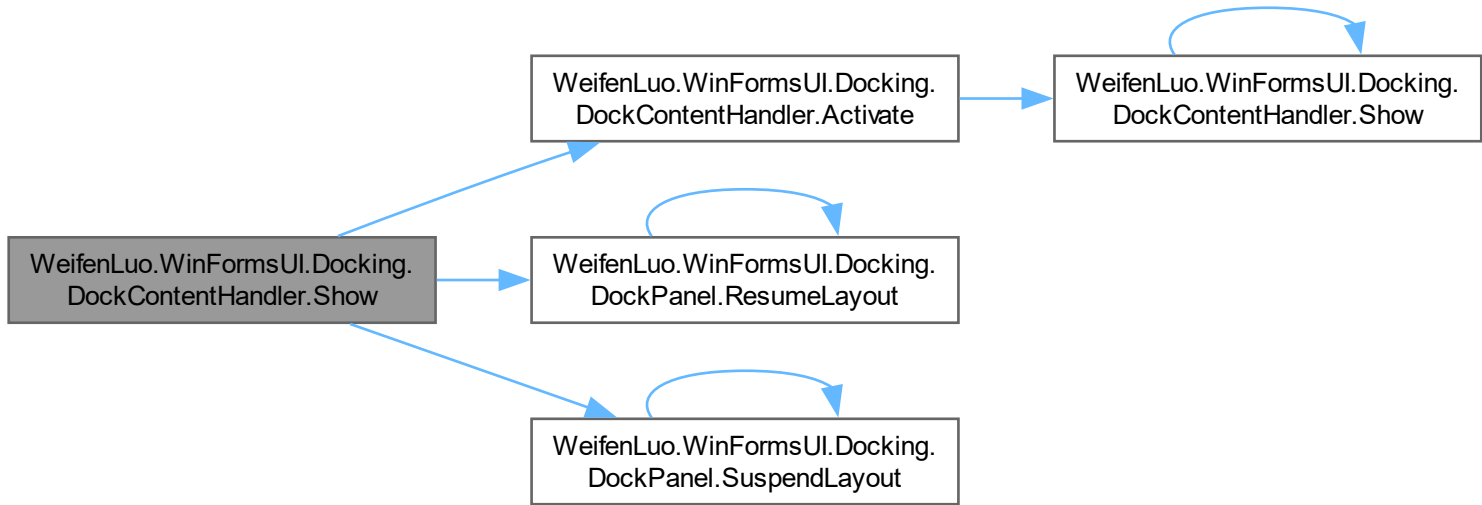 WeifenLuo.WinFormsUI.Docking.
DockContentHandler.Activate
WeifenLuo.WinFormsUI.Docking.
DockContentHandler.Show
WeifenLuo.WinFormsUI.Docking.
DockContentHandler.Show
WeifenLuo.WinFormsUI.Docking.
DockPanel.ResumeLayout
WeifenLuo.WinFormsUI.Docking.
DockPanel.SuspendLayout